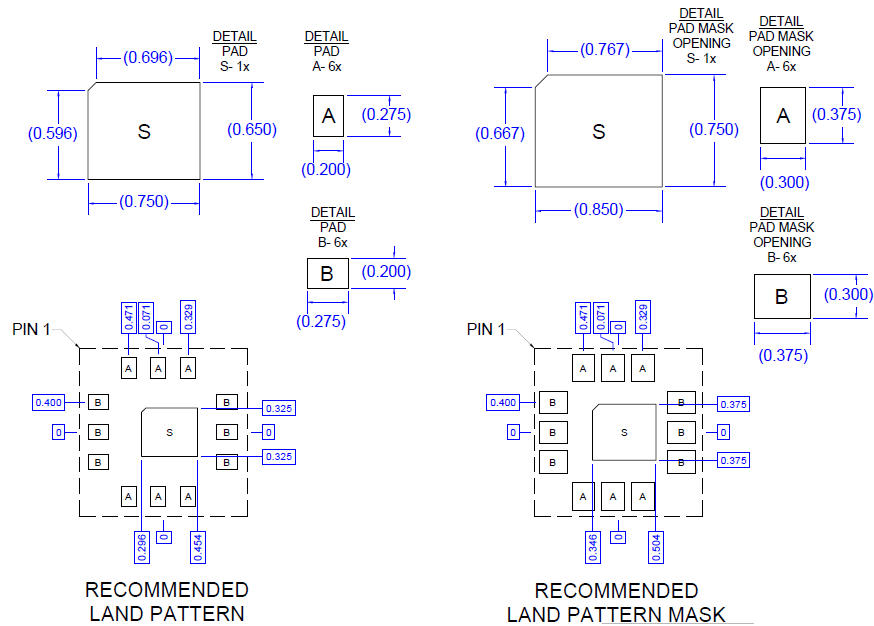 DETAIL
PAD
S- 1x
(0.696)
(0.596)
S
(0.650)
(0.750)
DETAIL
PAD
A- 6x
A
(0.275)
(0.200)
DETAIL
PAD
B- 6x
B
(0.200)
(0.275)
DETAIL
PAD MASK
OPENING
S- 1x
(0.767)
(0.667)
S
(0.750)
(0.850)
DETAIL
PAD MASK
OPENING
A- 6x
A
(0.375)
(0.300)
DETAIL
PAD MASK
OPENING
B- 6x
B
(0.300)
(0.375)
PIN 1
0.471
0.071
0
0.329
A A A
0.400
B
B
0.325
0
B
S
B
0
B
B
0.325
A A A
0.296
0
0.454
RECOMMENDED
LAND PATTERN
PIN 1
0.471
0.071
0
0.329
A A A
0.400
B
B
0.375
0
B
S
B
0
B
B
0.375
A A A
0.346
0
0.504
RECOMMENDED
LAND PATTERN MASK